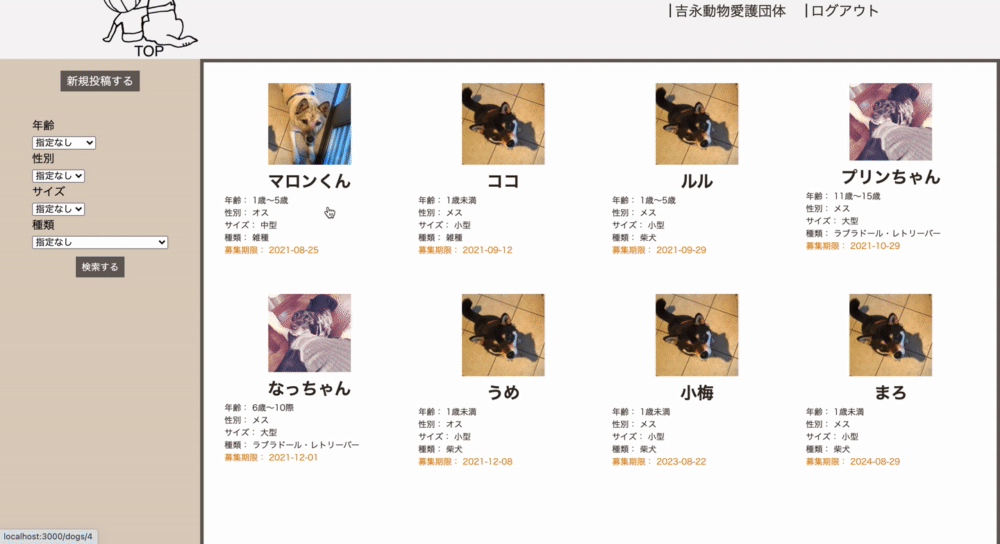 |吉永動物愛護団体 |ログアウト
TOP
新規投稿する
年齢
指定なし
性別
指定なし
サイズ
指定なし
種類
指定なし
検索する
マロンくん
年齢： 1歳〜5歳
性別： オス
サイズ： 中型
種類： 雑種
募集期限： 2021-08-25
ココ
年齢： 1歳未満
性別： メス
サイズ： 小型
種類： 雑種
募集期限： 2021-09-12
ルル
年齢： 1歳〜5歳
性別： メス
サイズ： 小型
種類： 柴犬
募集期限： 2021-09-29
プリンちゃん
年齢： 11歳〜15歳
性別： メス
サイズ： 大型
種類： ラブラドール・レトリーバー
募集期限： 2021-10-29
なっちゃん
年齢： 6歳〜10際
性別： メス
サイズ： 大型
種類： ラブラドール・レトリーバー
募集期限： 2021-12-01
うめ
年齢： 1歳未満
性別： オス
サイズ： 小型
種類： 柴犬
募集期限： 2021-12-08
小梅
年齢： 1歳未満
性別： メス
サイズ： 小型
種類： 柴犬
募集期限： 2023-08-22
まろ
年齢： 1歳未満
性別： メス
サイズ： 小型
種類： 柴犬
募集期限： 2024-08-29
localhost:3000/dogs/4